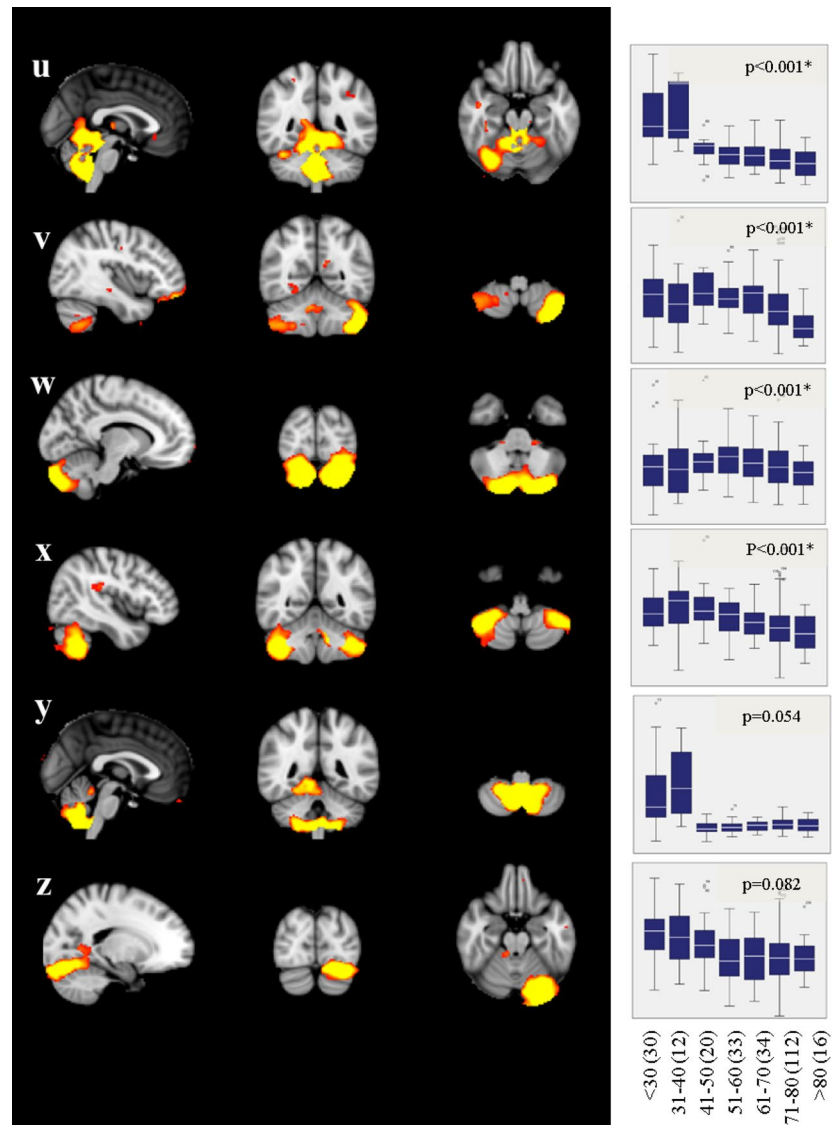 u
p<0.001*
v
p<0.001*
w
p<0.001*
x
P<0.001*
y
p=0.054
z
p=0.082
<30 (30)
31-40 (12)
41-50 (20)
51-60 (33)
61-70 (34)
71-80 (112)
>80 (16)